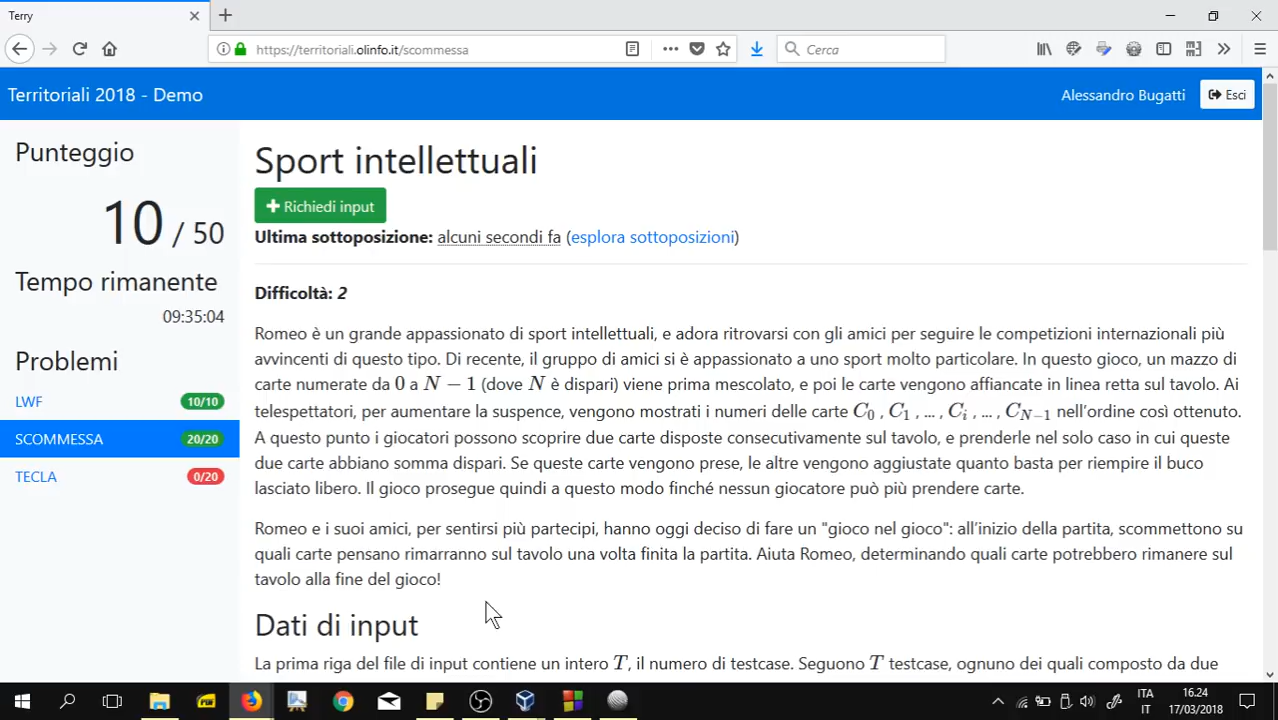 Terry
https://territoriali.olinfo.it/scommessa
Cerca
Territoriali 2018 - Demo
Alessandro Bugatti
Esci
Punteggio
10 / 50
Tempo rimanente
09:35:04
Problemi
LWF 10/10
SCOMMESSA 20/20
TECLA 0/20
Sport intellettuali
Richiedi input
Ultima sottoposizione: alcuni secondi fa (esplora sottoposizioni)
Difficoltà: 2
Romeo è un grande appassionato di sport intellettuali, e adora ritrovarsi con gli amici per seguire le competizioni internazionali più
avvincenti di questo tipo. Di recente, il gruppo di amici si è appassionato a uno sport molto particolare. In questo gioco, un mazzo di
carte numerate da 0 a N − 1 (dove N è dispari) viene prima mescolato, e poi le carte vengono affiancate in linea retta sul tavolo. Ai
telespettatori, per aumentare la suspence, vengono mostrati i numeri delle carte C₀ , C₁ , ..., Cᵢ , ..., C_{N−1} nell'ordine così ottenuto.
A questo punto i giocatori possono scoprire due carte disposte consecutivamente sul tavolo, e prenderle nel solo caso in cui queste
due carte abbiano somma dispari. Se queste carte vengono prese, le altre vengono aggiustate quanto basta per riempire il buco
lasciato libero. Il gioco prosegue quindi a questo modo finché nessun giocatore può più prendere carte.
Romeo e i suoi amici, per sentirsi più partecipi, hanno oggi deciso di fare un "gioco nel gioco": all'inizio della partita, scommettono su
quali carte pensano rimarranno sul tavolo una volta finita la partita. Aiuta Romeo, determinando quali carte potrebbero rimanere sul
tavolo alla fine del gioco!
Dati di input
La prima riga del file di input contiene un intero T, il numero di testcase. Seguono T testcase, ognuno dei quali composto da due
ITA
IT
16.24
17/03/2018